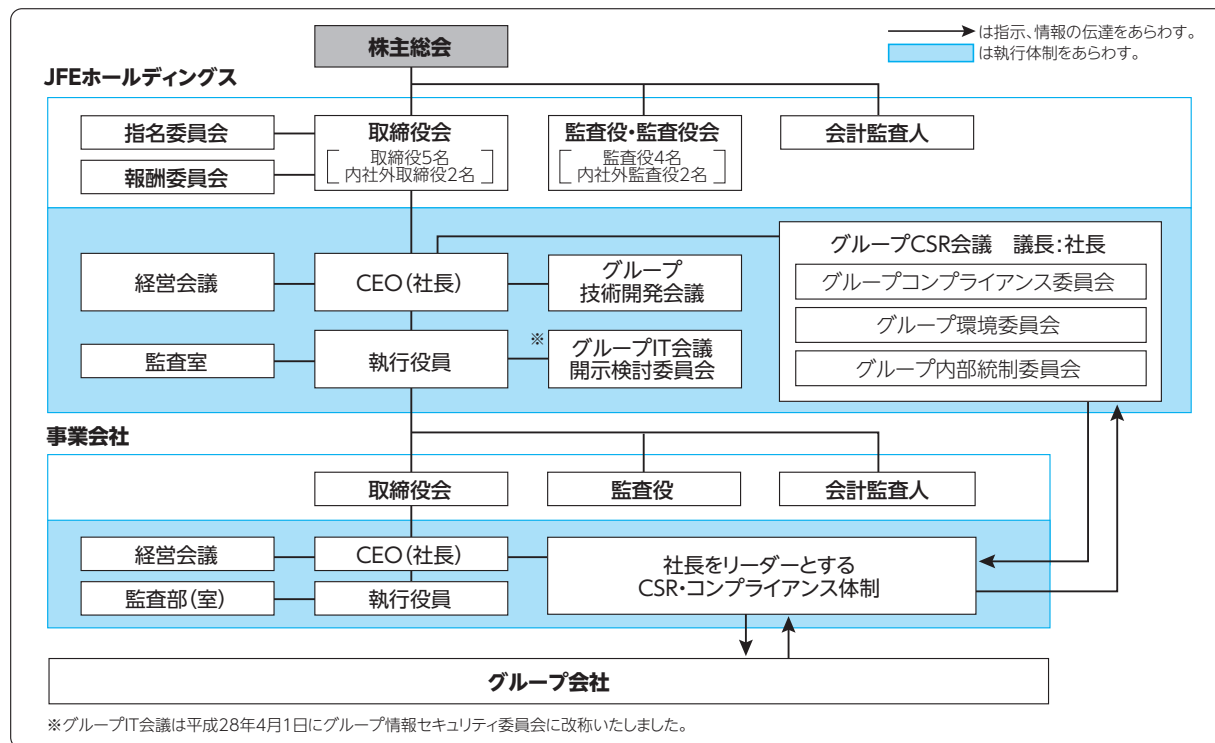 株主総会
は指示、情報の伝達をあらわす。
は執行体制をあらわす。
JFEホールディングス
指名委員会
報酬委員会
取締役会
取締役5名
内社外取締役2名
監査役・監査役会
監査役4名
内社外監査役2名
会計監査人
経営会議
CEO(社長)
グループ
技術開発会議
グループCSR会議 議長:社長
グループコンプライアンス委員会
グループ環境委員会
グループ内部統制委員会
監査室
執行役員
※
グループIT会議
開示検討委員会
事業会社
取締役会
監査役
会計監査人
経営会議
CEO(社長)
社長をリーダーとする
CSR・コンプライアンス体制
監査部(室)
執行役員
グループ会社
※グループIT会議は平成28年4月1日にグループ情報セキュリティ委員会に改称いたしました。